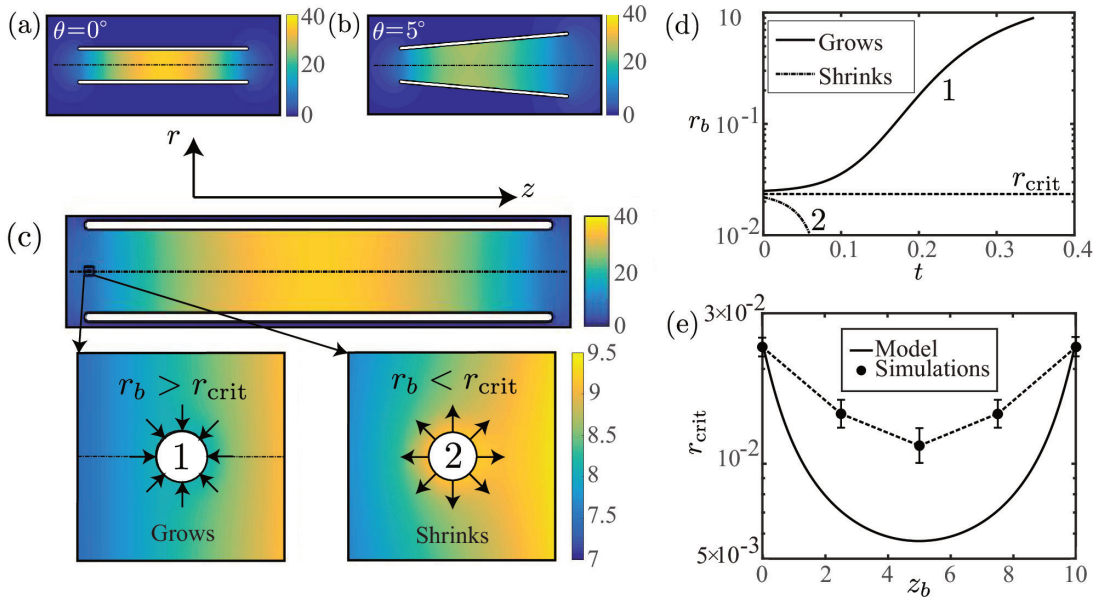 (a)
θ=0°
40
20
0
(b)
θ=5°
40
20
0
r
z
(c)
40
20
0
r_b > r_crit
1
Grows
r_b < r_crit
2
Shrinks
9.5
9
8.5
8
7.5
7
(d)
Grows
Shrinks
10
r_b
10^-1
10^-2
1
r_crit
2
0 0.1 0.2 0.3 0.4
t
(e)
3×10^-2
r_crit
10^-2
5×10^-3
Model
Simulations
0 2 4 6 8 10
z_b